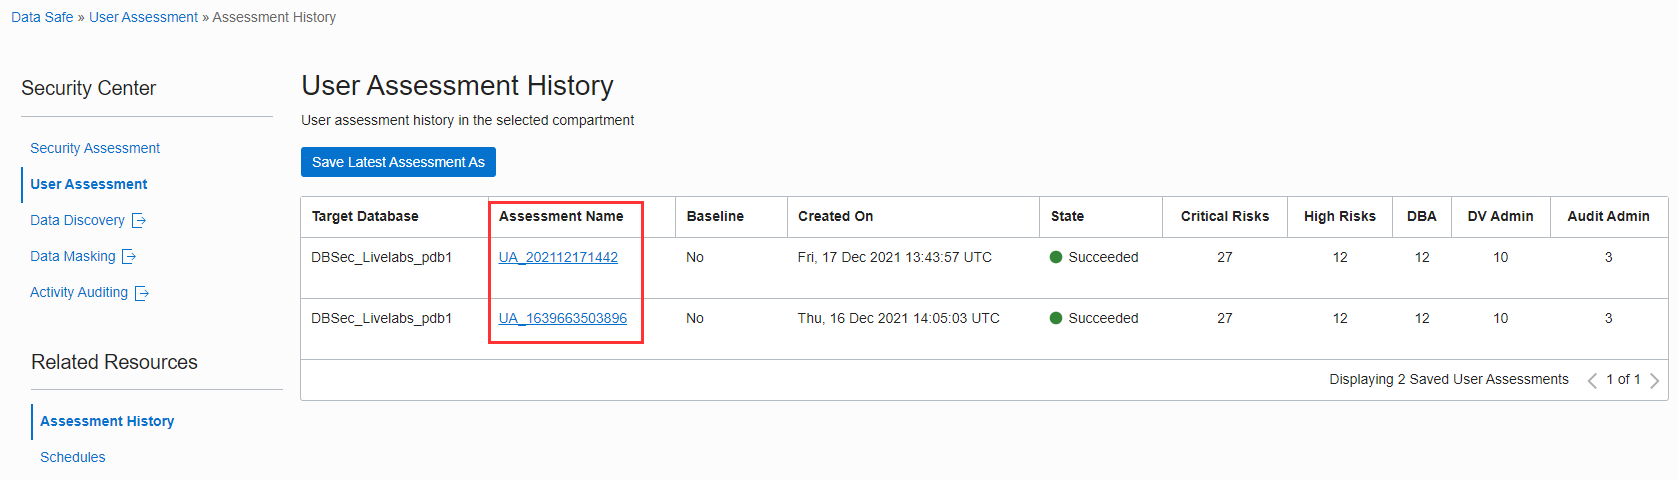 Data Safe » User Assessment » Assessment History
Security Center
Security Assessment
User Assessment
Data Discovery
Data Masking
Activity Auditing
Related Resources
Assessment History
Schedules
User Assessment History
User assessment history in the selected compartment
Save Latest Assessment As
Target Database Assessment Name Baseline Created On State Critical Risks High Risks DBA DV Admin Audit Admin
DBSec_Livelabs_pdb1 UA_202112171442 No Fri, 17 Dec 2021 13:43:57 UTC Succeeded 27 12 12 10 3
DBSec_Livelabs_pdb1 UA_1639663503896 No Thu, 16 Dec 2021 14:05:03 UTC Succeeded 27 12 12 10 3
Displaying 2 Saved User Assessments 1 of 1